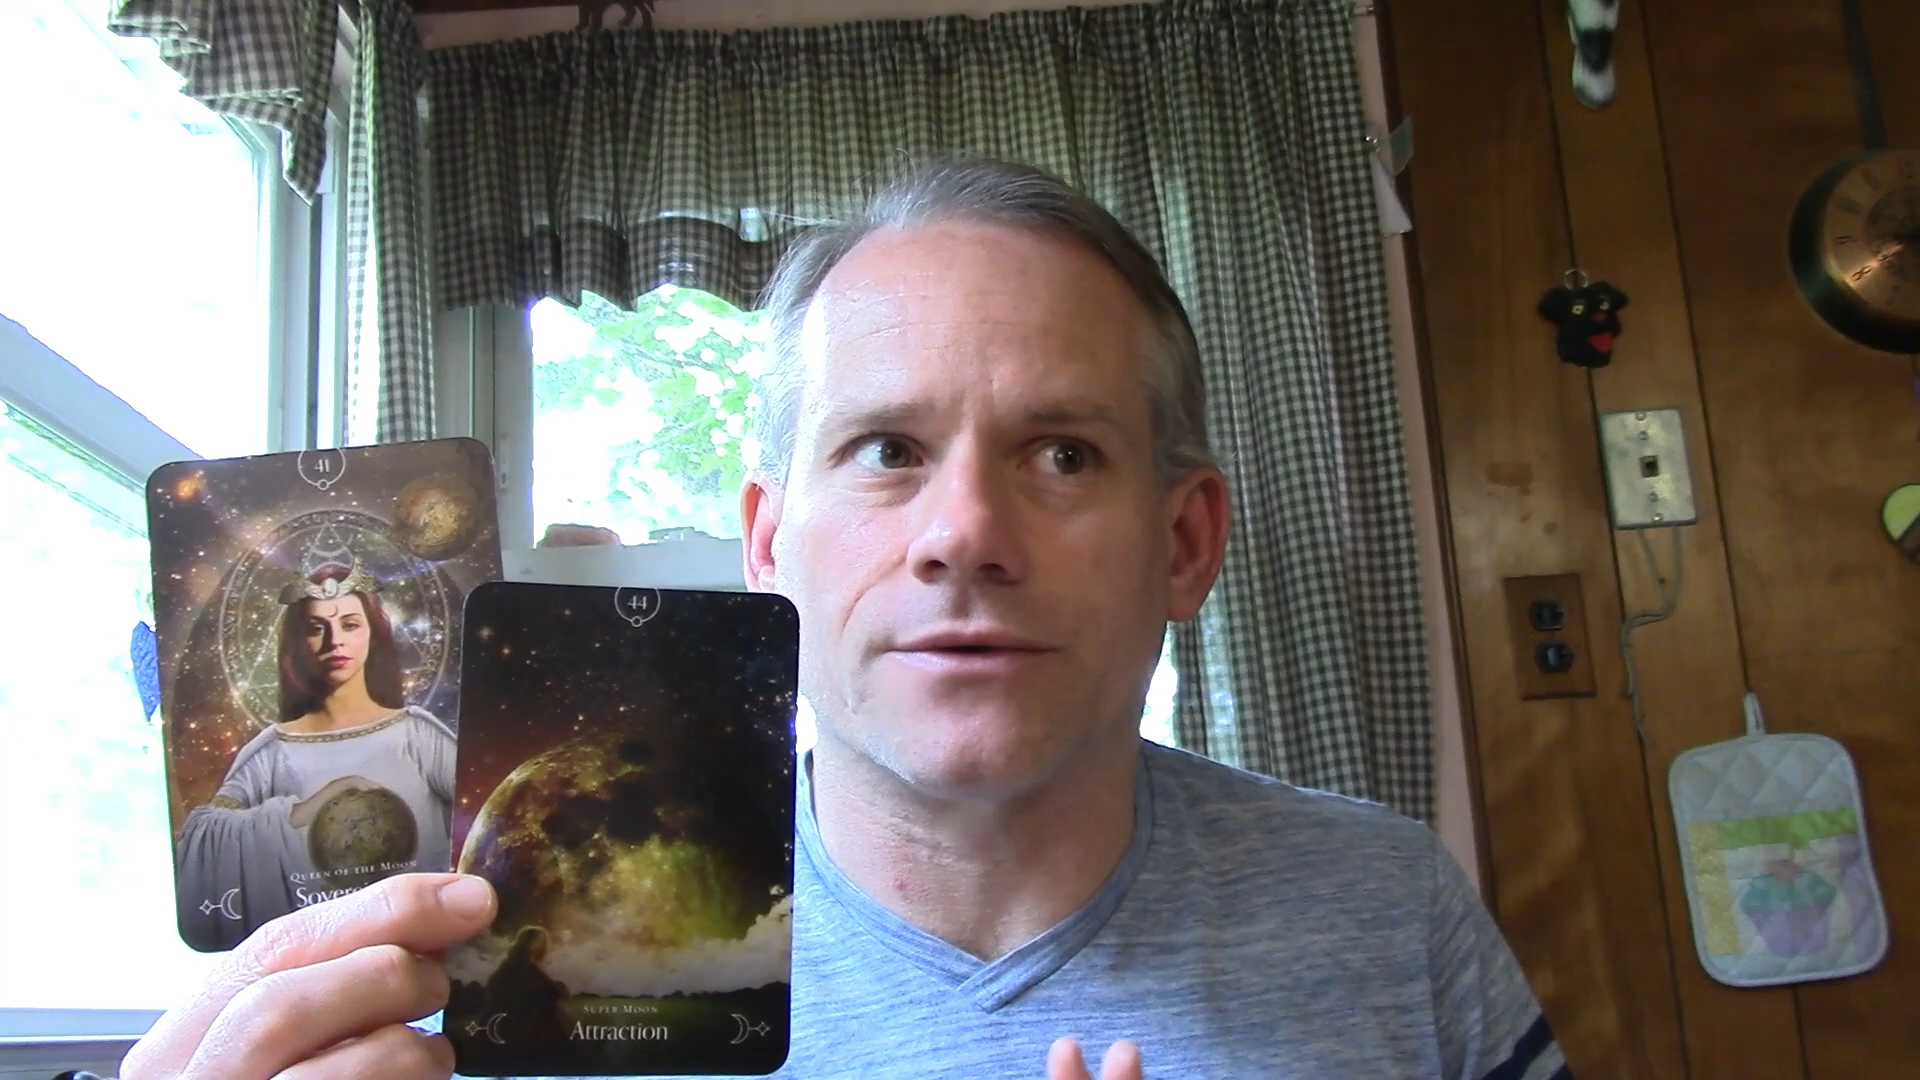 41
QUEEN OF THE MOON
44
SUPER MOON
Attraction